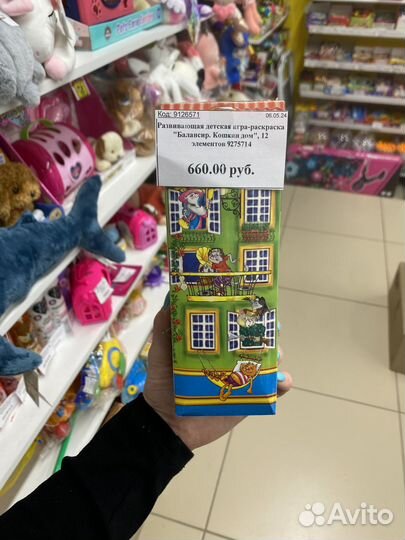 Код: 9126571
06.05.24
Развивающая детская игра-раскраска
"Балансир. Кошкин дом", 12
элементов 9275714
660.00 руб.
Avito